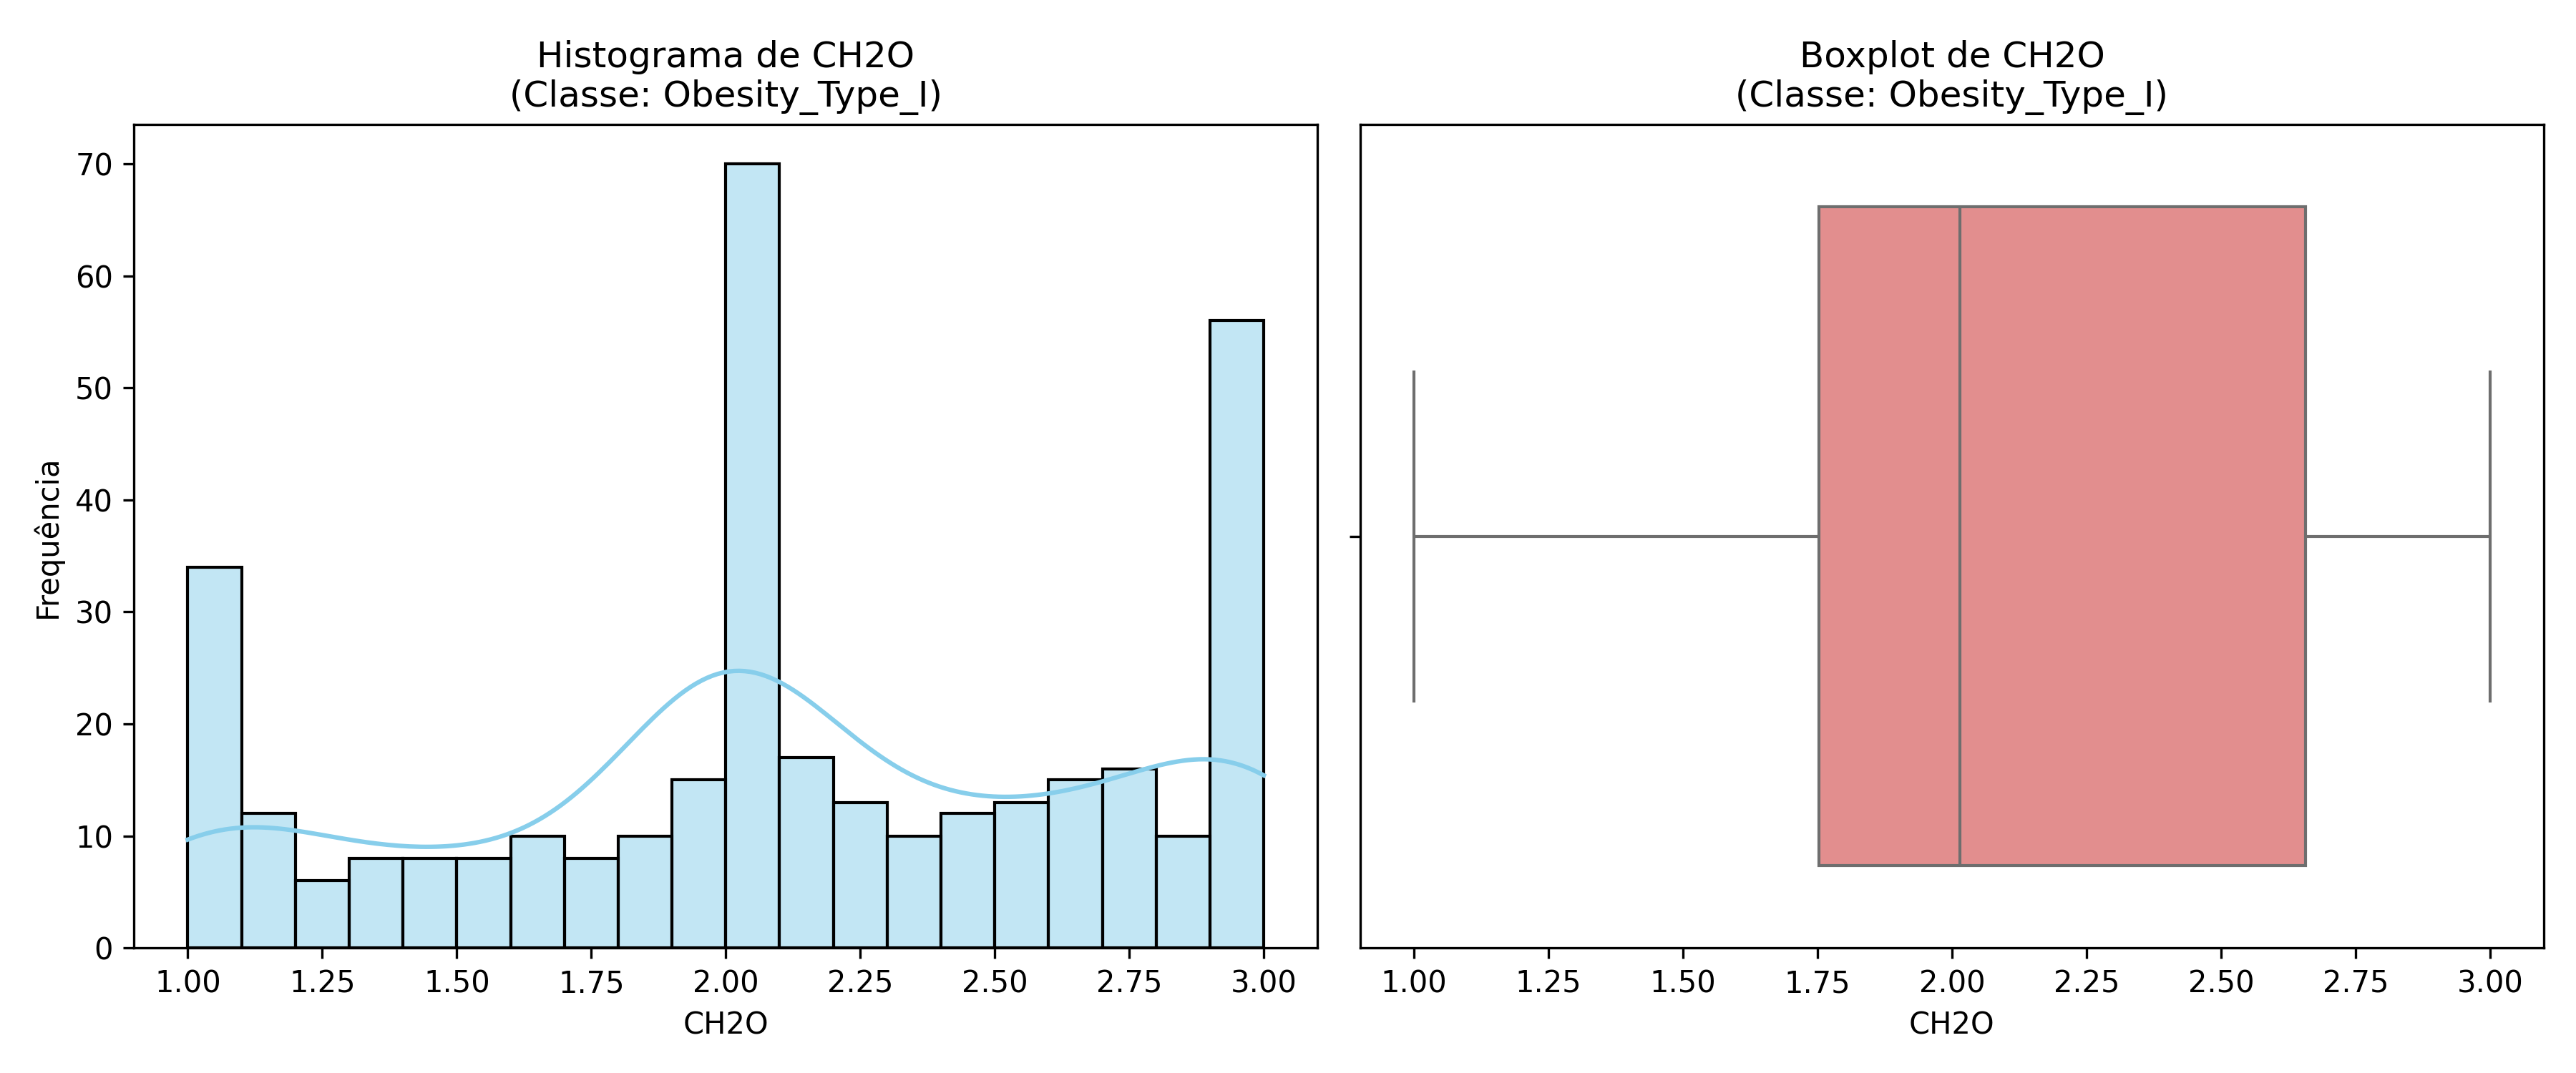 Histograma de CH2O
(Classe: Obesity_Type_I)
Frequência
70
60
50
40
30
20
10
0
1.00 1.25 1.50 1.75 2.00 2.25 2.50 2.75 3.00
CH2O
Boxplot de CH2O
(Classe: Obesity_Type_I)
1.00 1.25 1.50 1.75 2.00 2.25 2.50 2.75 3.00
CH2O